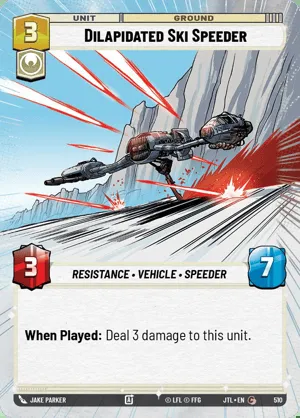 UNIT GROUND
3 DILAPIDATED SKI SPEEDER
3 7
RESISTANCE • VEHICLE • SPEEDER
When Played: Deal 3 damage to this unit.
JAKE PARKER © LFL © FFG JTL • EN C 510